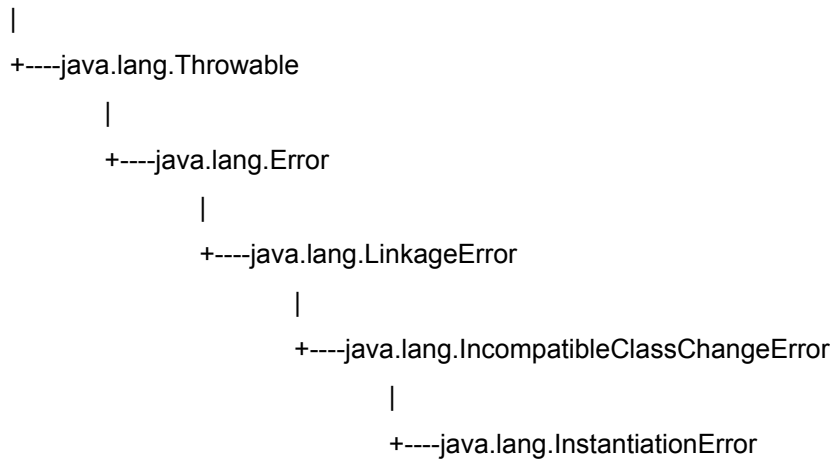 |
+----java.lang.Throwable
|
+----java.lang.Error
|
+----java.lang.LinkageError
|
+----java.lang.IncompatibleClassChangeError
|
+----java.lang.InstantiationError